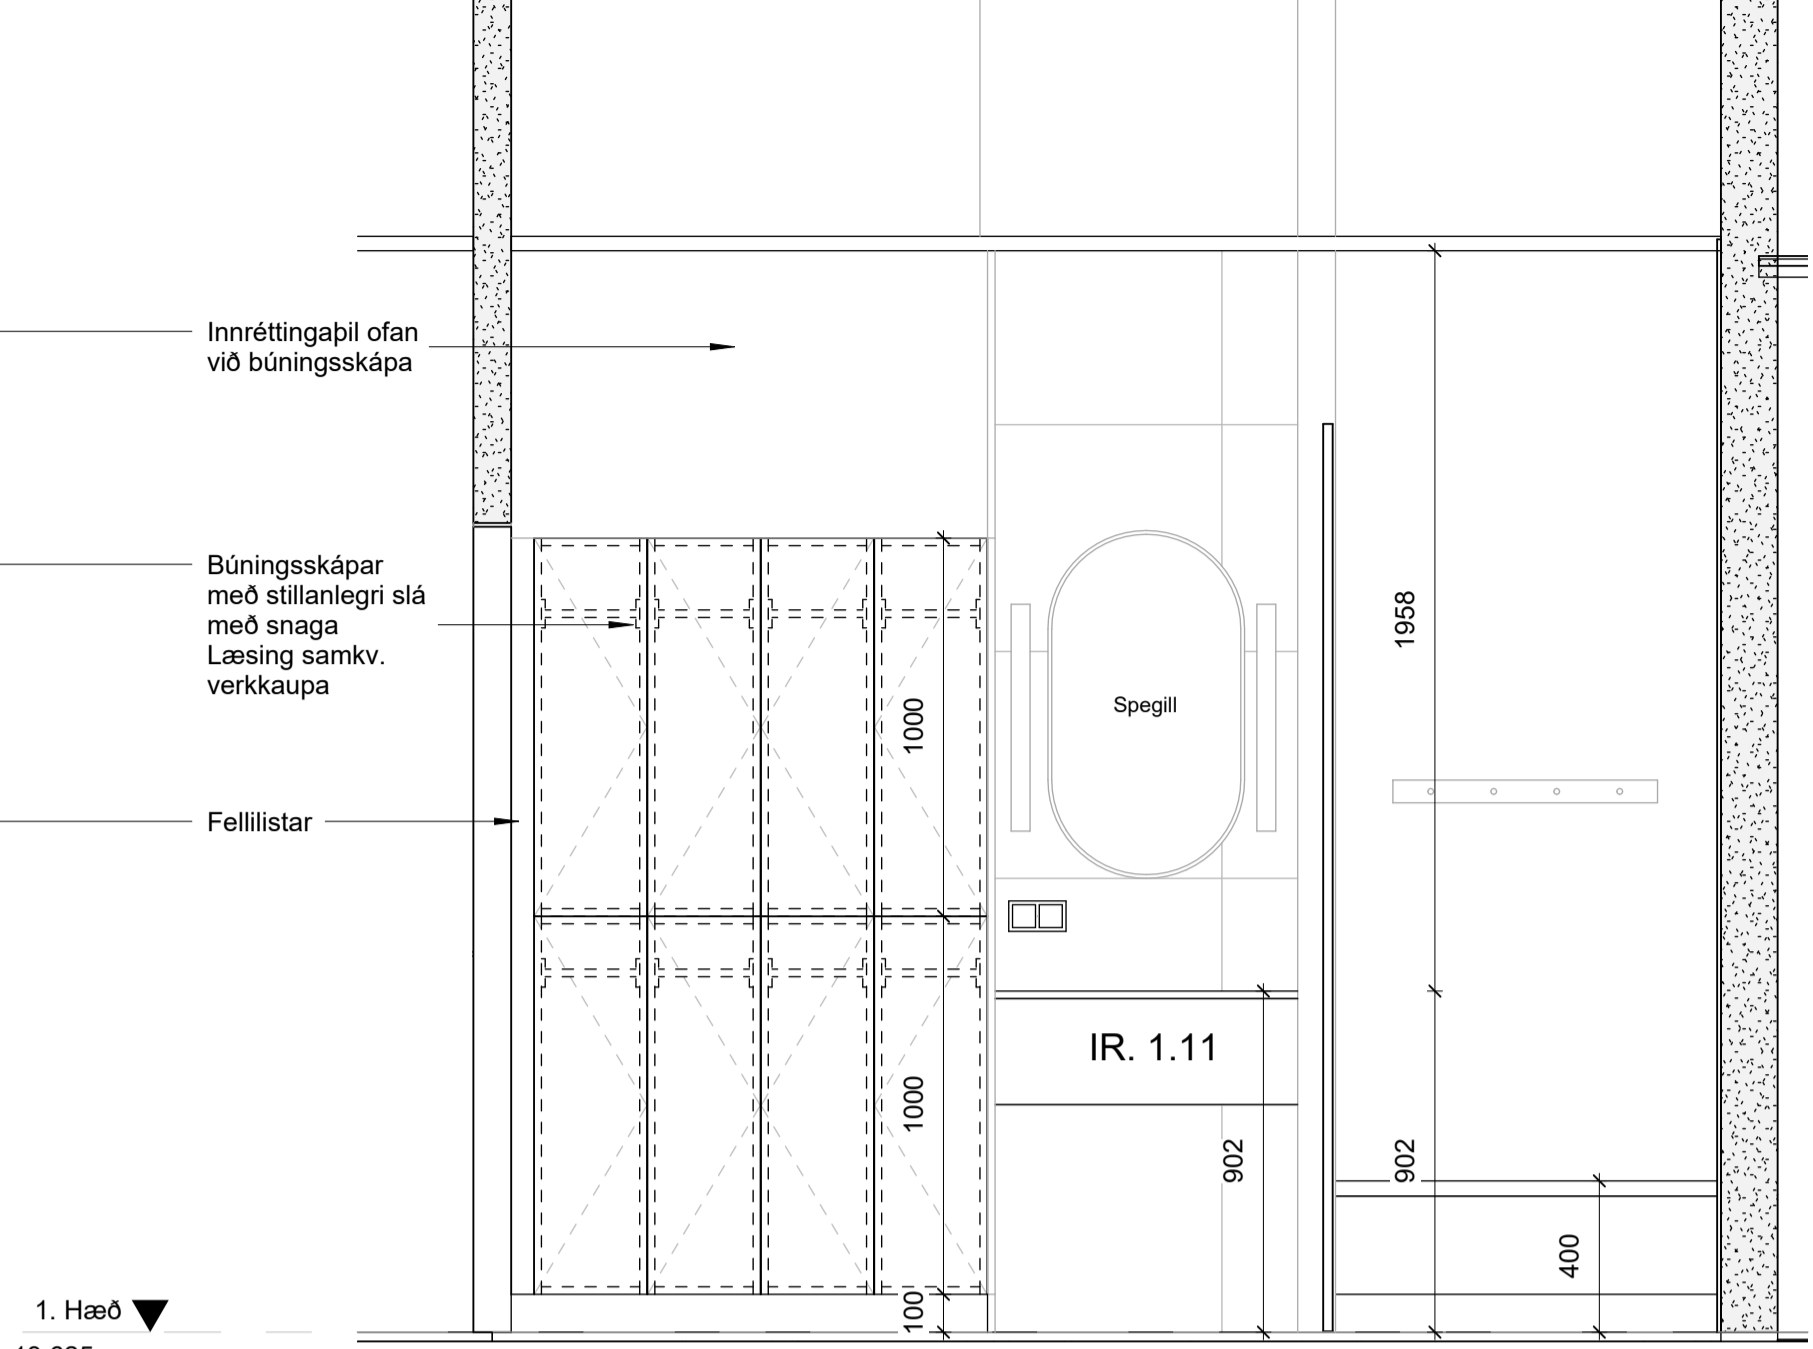 Innréttingaþil ofan
við búningsskápa
Búningsskápar
með stillanlegri slá
með snaga
Læsing samkv.
verkkaupa
Fellilistar
1000
1000
100
Spegill
IR. 1.11
902
1958
902
400
1. Hæð